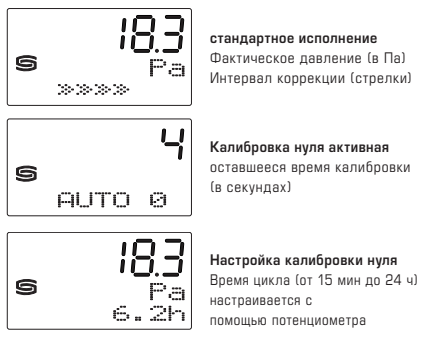 18.3
Pa
>>>>
стандартное исполнение
Фактическое давление (в Па)
Интервал коррекции (стрелки)
4
AUTO 0
Калибровка нуля активная
оставшееся время калибровки
(в секундах)
18.3
Pa
6.2h
Настройка калибровки нуля
Время цикла (от 15 мин до 24 ч)
настраивается с
помощью потенциометра